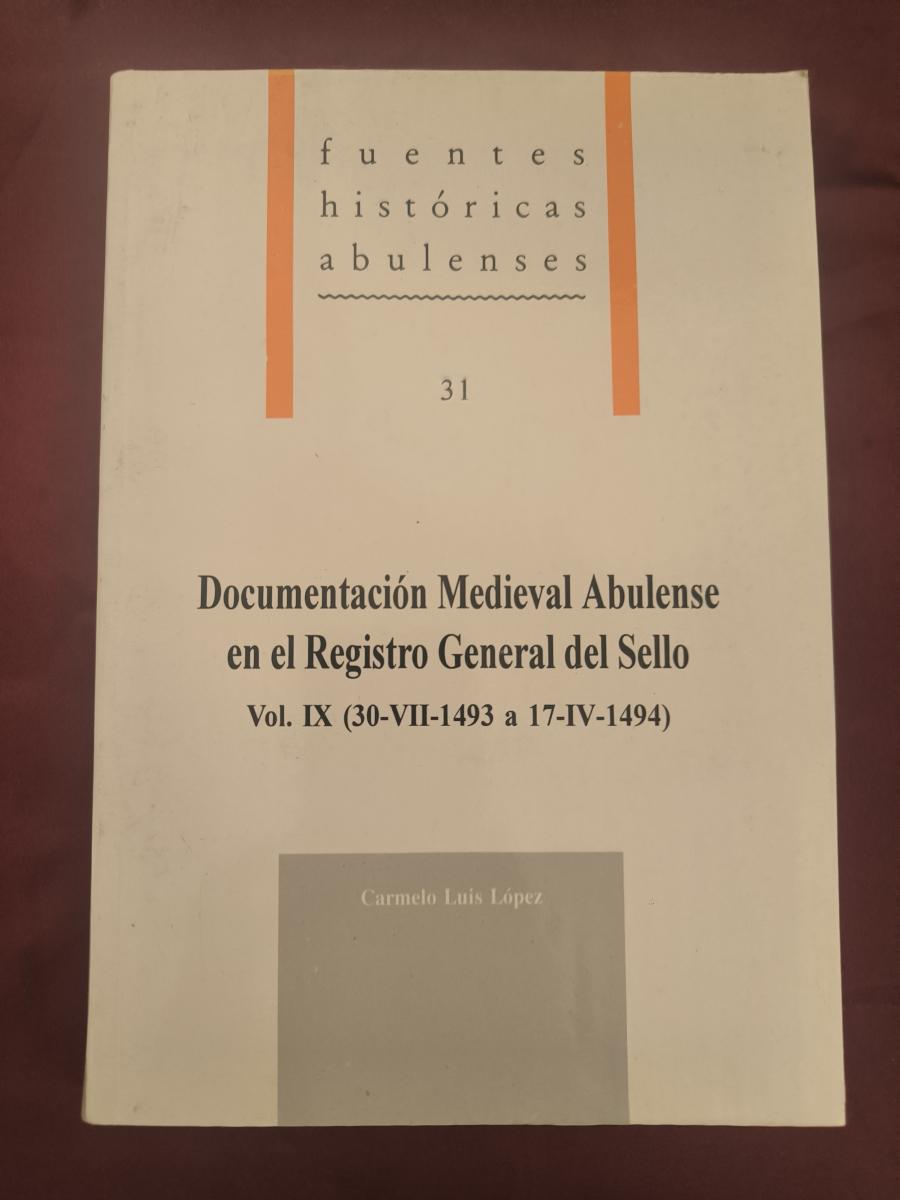 fuentes
históricas
abulenses
31
Documentación Medieval Abulense
en el Registro General del Sello
Vol. IX (30-VII-1493 a 17-IV-1494)
Carmelo Luis López